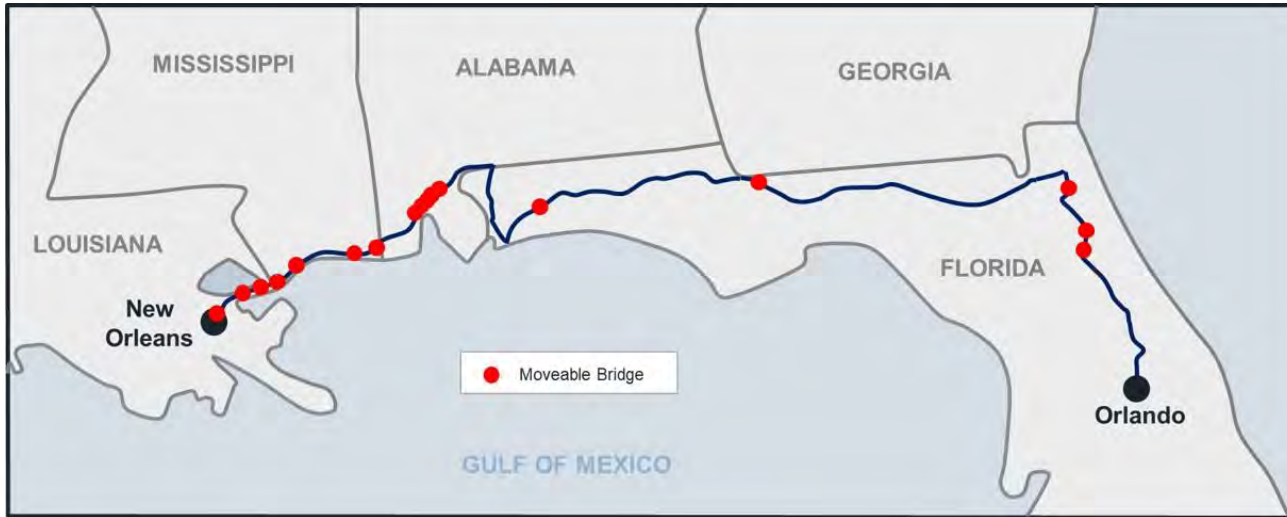 MISSISSIPPI
ALABAMA
GEORGIA
LOUISIANA
FLORIDA
New
Orleans
Moveable Bridge
Orlando
GULF OF MEXICO